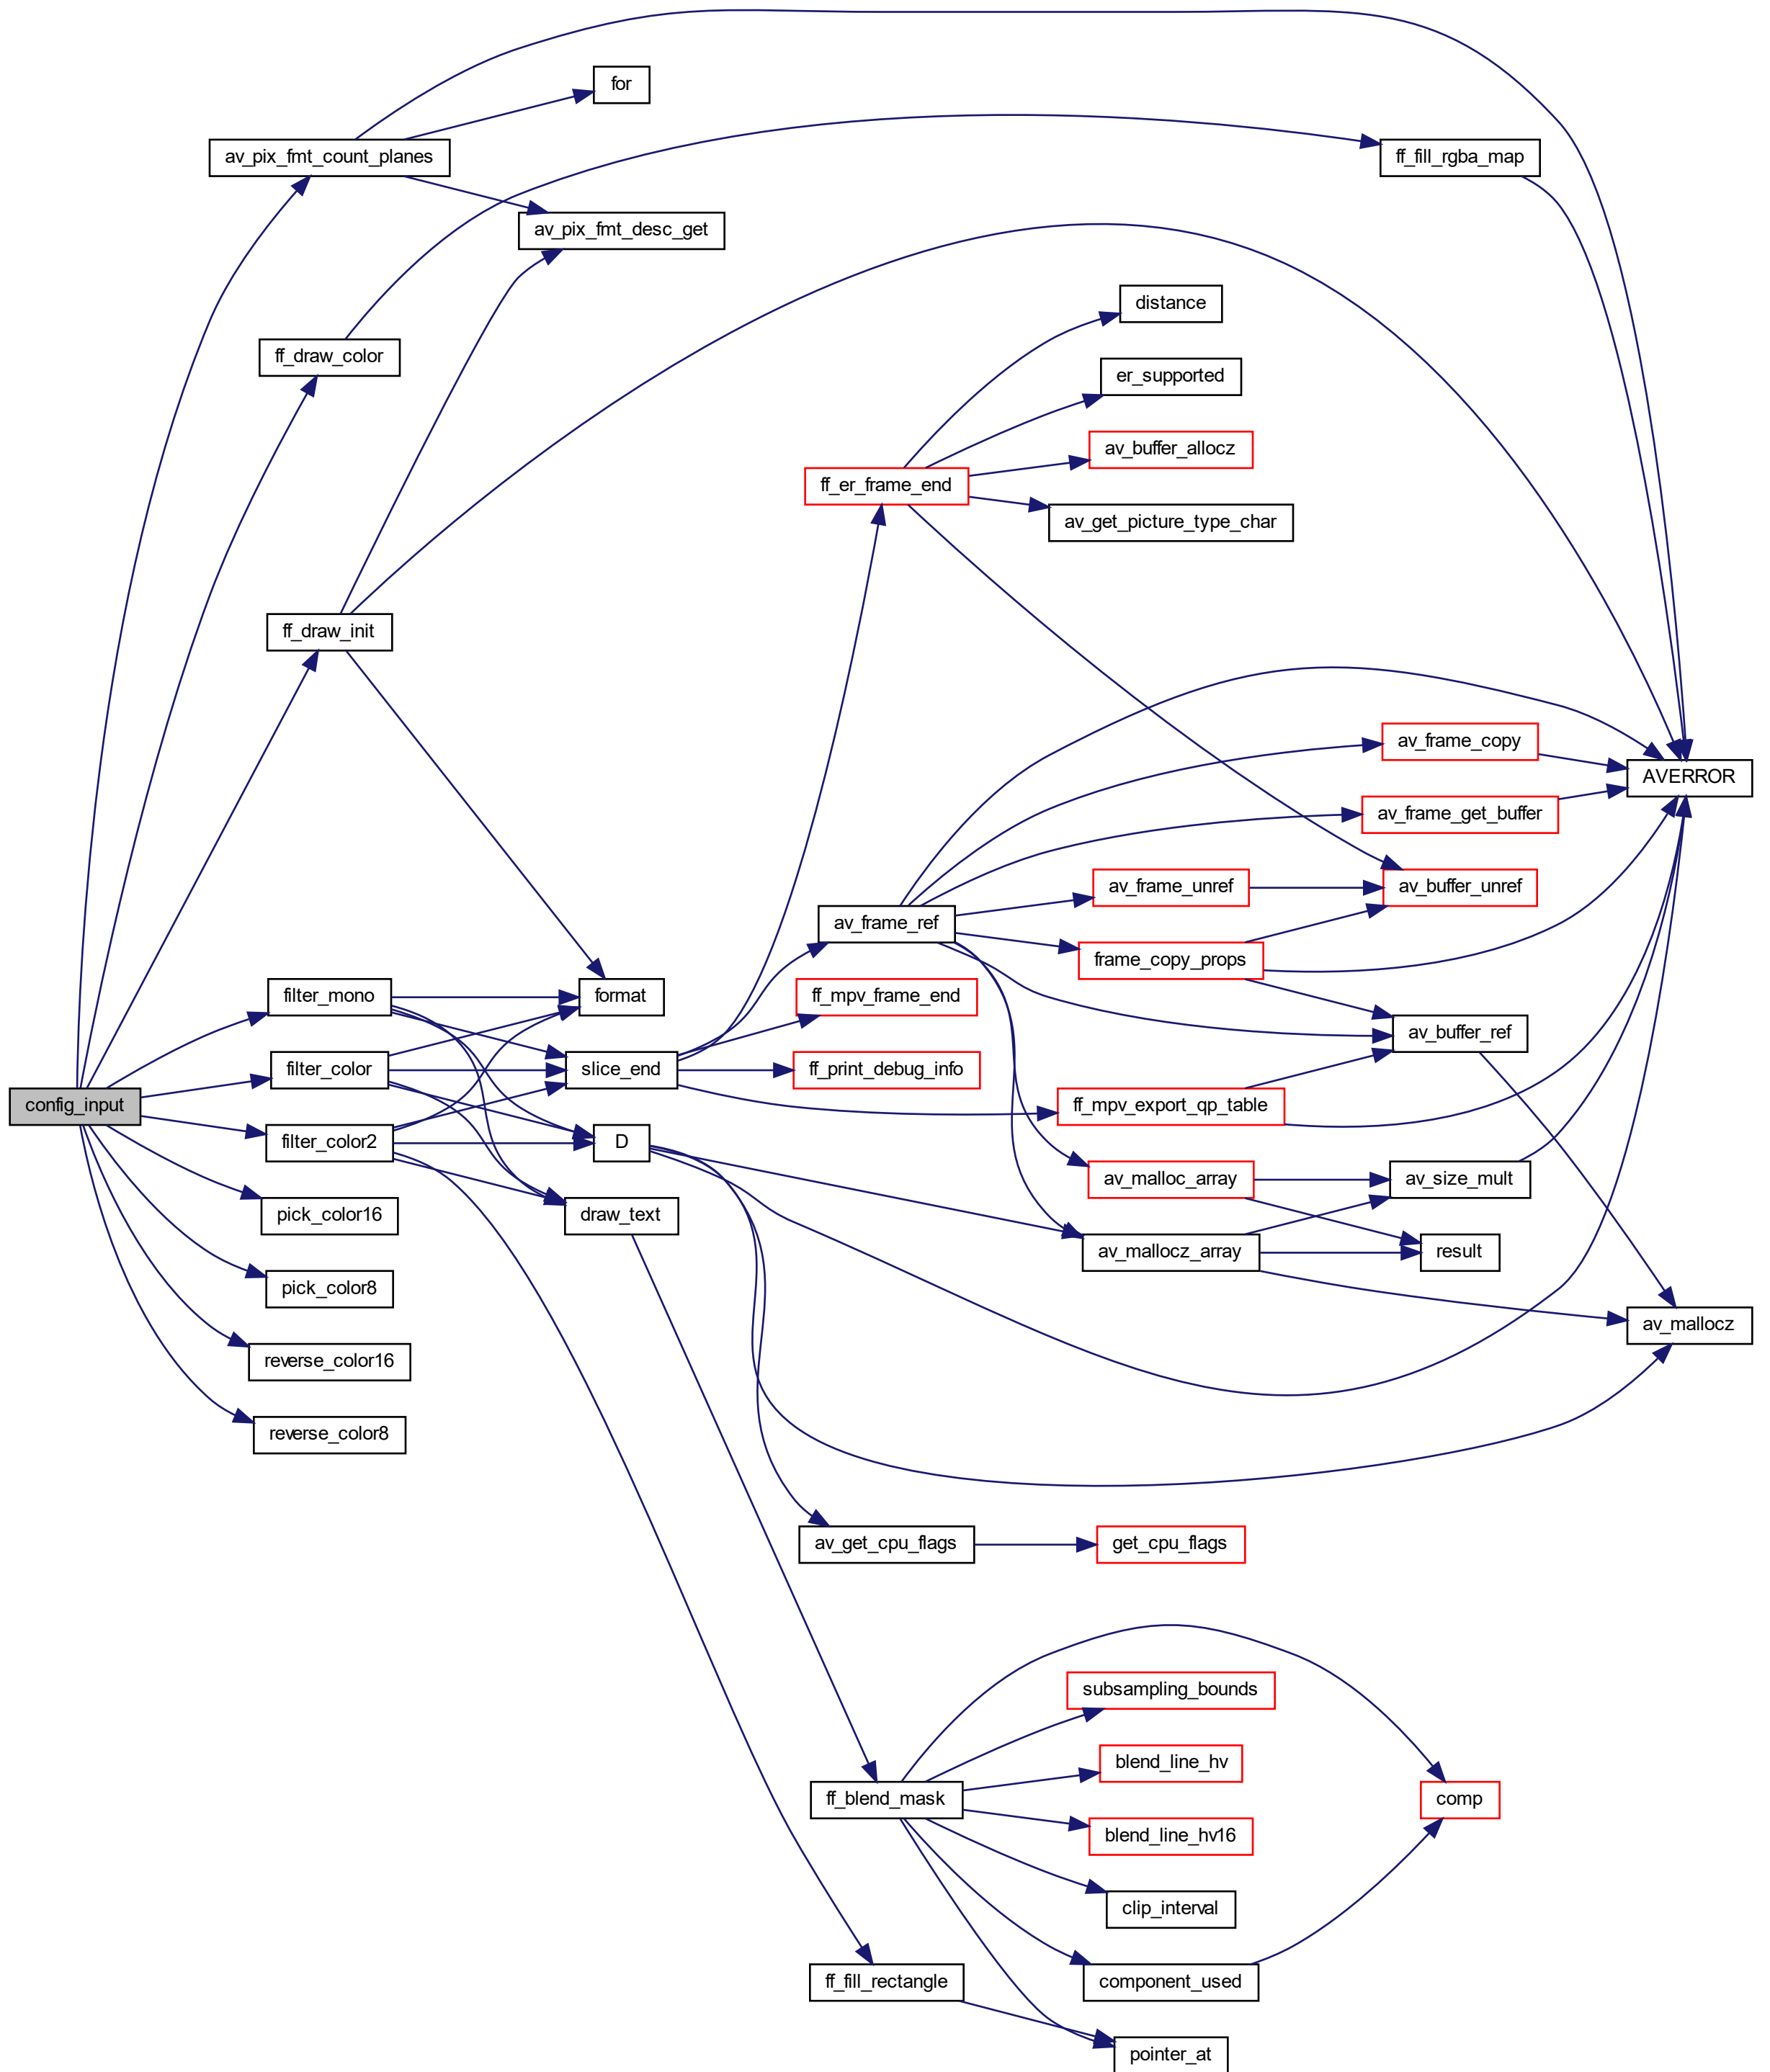 for
av_pix_fmt_count_planes
ff_fill_rgba_map
av_pix_fmt_desc_get
distance
ff_draw_color
er_supported
av_buffer_allocz
ff_er_frame_end
av_get_picture_type_char
ff_draw_init
av_frame_copy
AVERROR
av_frame_get_buffer
av_frame_unref
av_buffer_unref
av_frame_ref
frame_copy_props
filter_mono
format
ff_mpv_frame_end
av_buffer_ref
filter_color
slice_end
ff_print_debug_info
config_input
ff_mpv_export_qp_table
filter_color2
D
av_malloc_array
av_size_mult
pick_color16
draw_text
av_mallocz_array
result
pick_color8
av_mallocz
reverse_color16
reverse_color8
av_get_cpu_flags
get_cpu_flags
subsampling_bounds
blend_line_hv
ff_blend_mask
comp
blend_line_hv16
clip_interval
ff_fill_rectangle
component_used
pointer_at